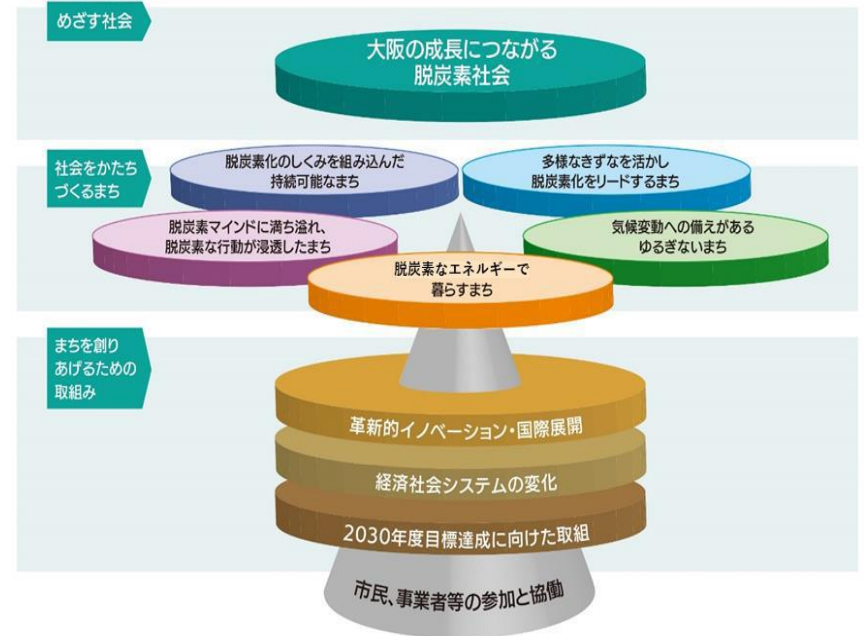 めざす社会
大阪の成長につながる
脱炭素社会
社会をかたち
づくるまち
脱炭素化のしくみを組み込んだ
持続可能なまち
多様なきずなを活かし
脱炭素化をリードするまち
脱炭素マインドに満ち溢れ、
脱炭素な行動が浸透したまち
気候変動への備えがある
ゆるぎないまち
脱炭素なエネルギーで
暮らすまち
まちを創り
あげるための
取組み
革新的イノベーション・国際展開
経済社会システムの変化
2030年度目標達成に向けた取組
市民、事業者等の参加と協働